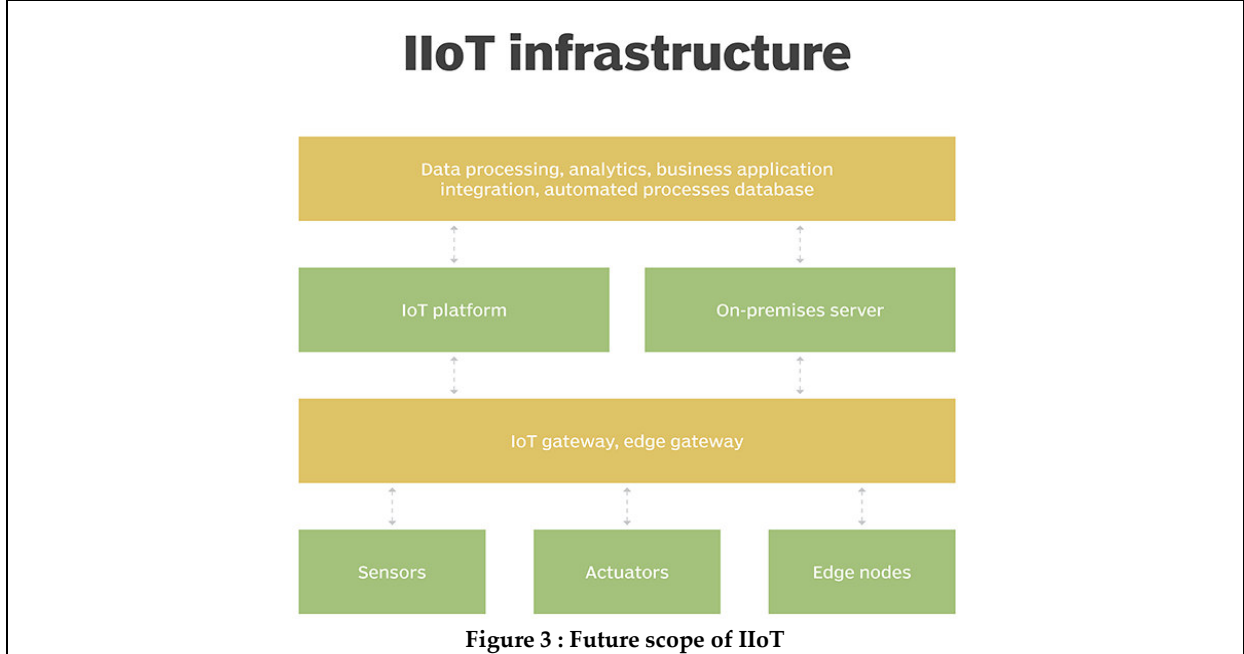 IIoT infrastructure
Data processing, analytics, business application
integration, automated processes database
IoT platform
On-premises server
IoT gateway, edge gateway
Sensors
Actuators
Edge nodes
Figure 3 : Future scope of IIoT